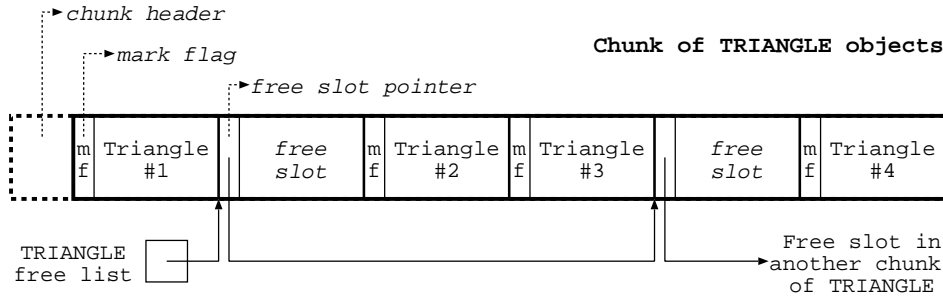 chunk header
Chunk of TRIANGLE objects
mark flag
free slot pointer
m f
Triangle #1
free slot
m f
Triangle #2
m f
Triangle #3
free slot
m f
Triangle #4
TRIANGLE
free list
Free slot in
another chunk
of TRIANGLE